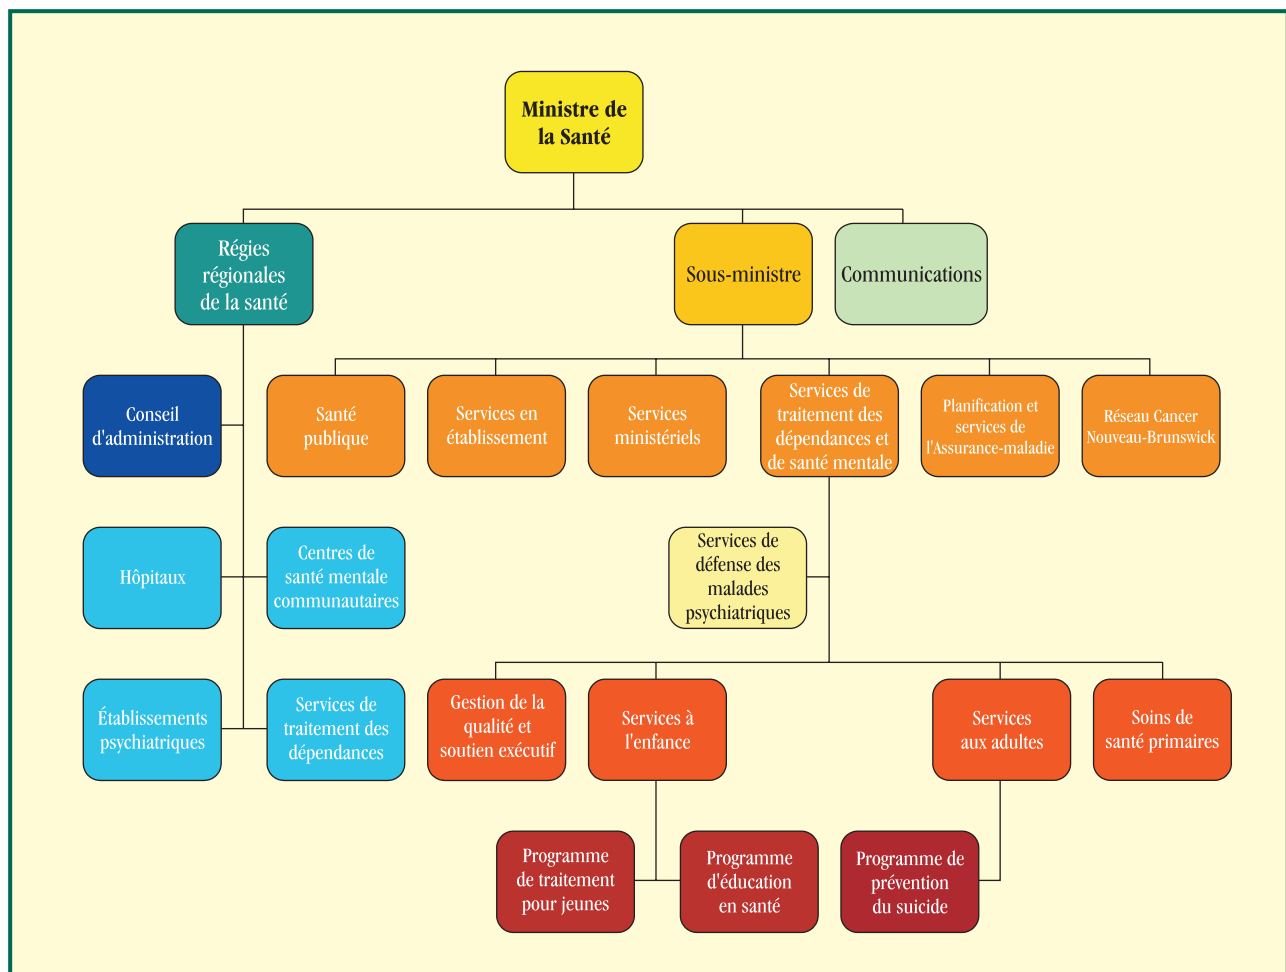 Ministre de
la Santé
Régies
régionales
de la santé
Sous-ministre
Communications
Conseil
d'administration
Santé
publique
Services en
établissement
Services
ministériels
Services de
traitement des
dépendances et
de santé mentale
Planification et
services de
l'Assurance-maladie
Réseau Cancer
Nouveau-Brunswick
Hôpitaux
Centres de
santé mentale
communautaires
Services de
défense des
malades
psychiatriques
Établissements
psychiatriques
Services de
traitement des
dépendances
Gestion de la
qualité et
soutien exécutif
Services à
l'enfance
Services
aux adultes
Soins de
santé primaires
Programme
de traitement
pour jeunes
Programme
d'éducation
en santé
Programme de
prévention
du suicide